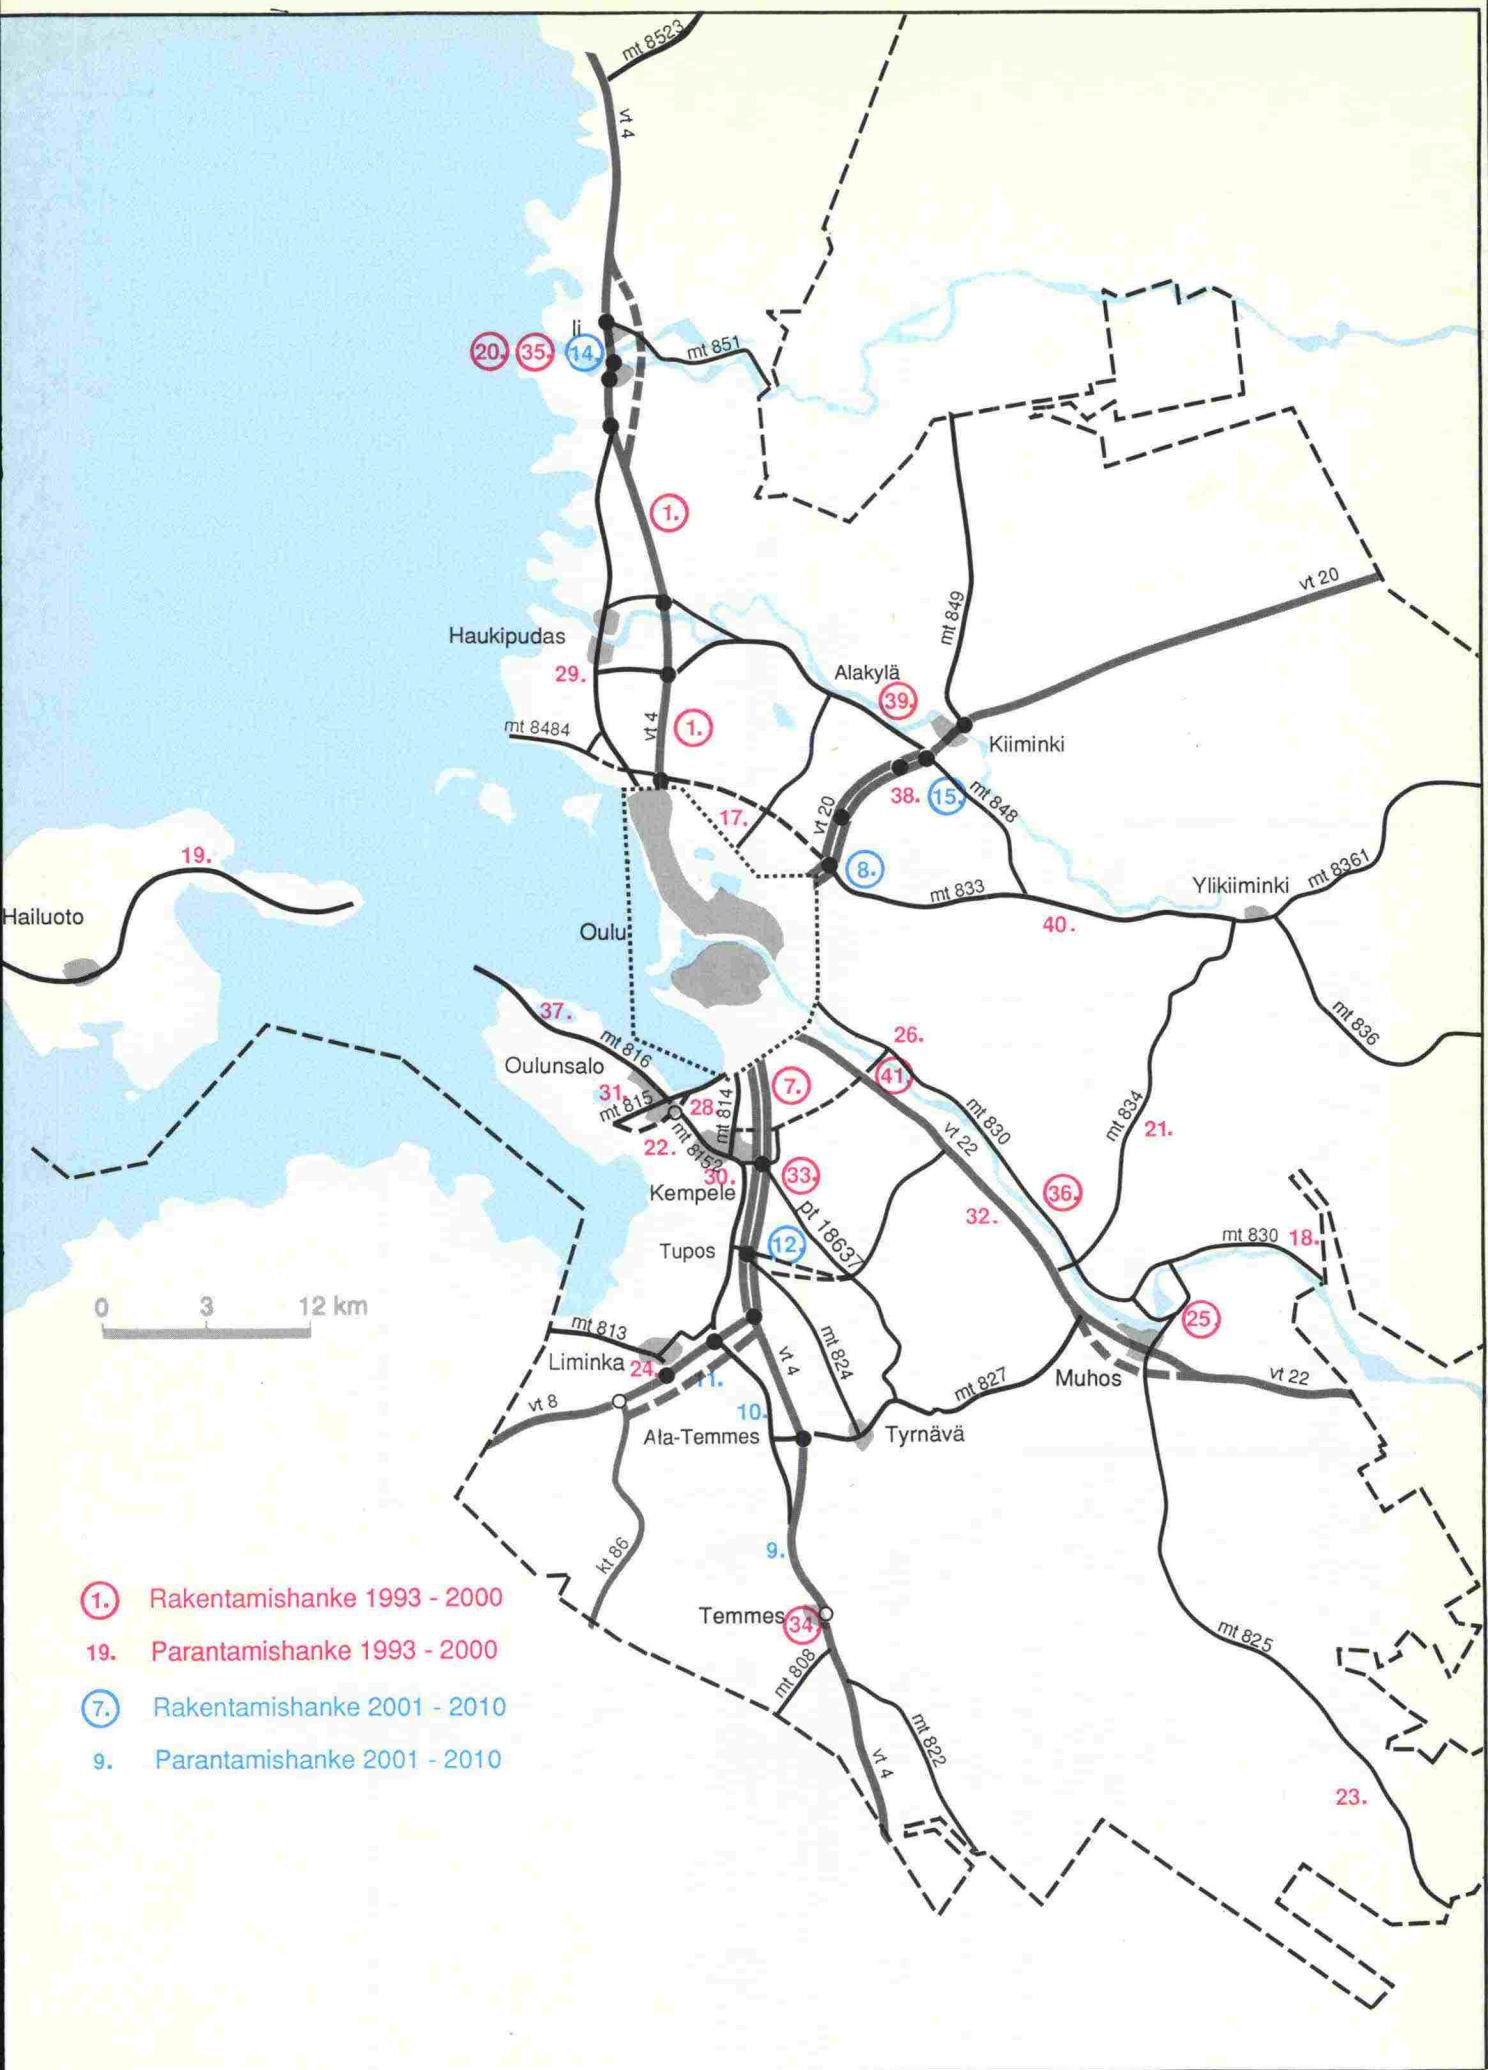 mt 8523
vt 4
Ii
20. 35. 14.
mt 851
1.
vt 20
mt 849
Haukipudas
29.
Alakylä
39.
mt 8484
vt 4
1.
Kiiminki
38. 15.
mt 848
17.
vt 20
19.
8.
mt 833
Ylikiiminki
mt 8361
Hailuoto
40.
Oulu
37.
mt 816
26.
mt 836
Oulunsalo
41.
7.
31.
mt 815
28.
mt 814
mt 830
mt 834
21.
vt 22
22.
mt 8152
30.
33.
Kempele
36.
32.
pt 18637
Tupos
12.
mt 830
18.
0 3 12 km
mt 813
25.
Liminka
24.
11.
vt 4
mt 824
mt 827
Muhos
vt 22
vt 8
10.
Ala-Temmes
Tyrnävä
kt 86
9.
1. Rakentamishanke 1993 - 2000
Temmes
34.
mt 825
19. Parantamishanke 1993 - 2000
mt 808
7. Rakentamishanke 2001 - 2010
mt 822
9. Parantamishanke 2001 - 2010
vt 4
23.